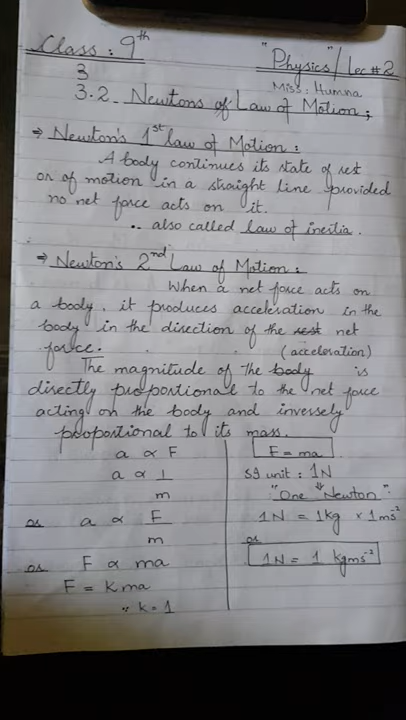 Class : 9th
"Physics" / Lec # 2
3
Miss : Humna
3.2 Newtons of Law of Motion ;
⇒ Newton's 1st law of Motion :
A body continues its state of rest
or of motion in a straight line provided
no net force acts on it.
.. also called law of inertia.
⇒ Newton's 2nd Law of Motion :
When a net force acts on
a body, it produces acceleration in the
body in the direction of the rest net
force.
(acceleration)
The magnitude of the body is
directly proportional to the net force
acting on the body and inversely
proportional to its mass.
a ∝ F
a ∝ 1/m
or a ∝ F/m
or F ∝ ma
F = K ma
∵ k = 1
F = ma
SI unit : 1N
"One Newton"
1N = 1kg × 1ms⁻²
or
1N = 1 kgms⁻²